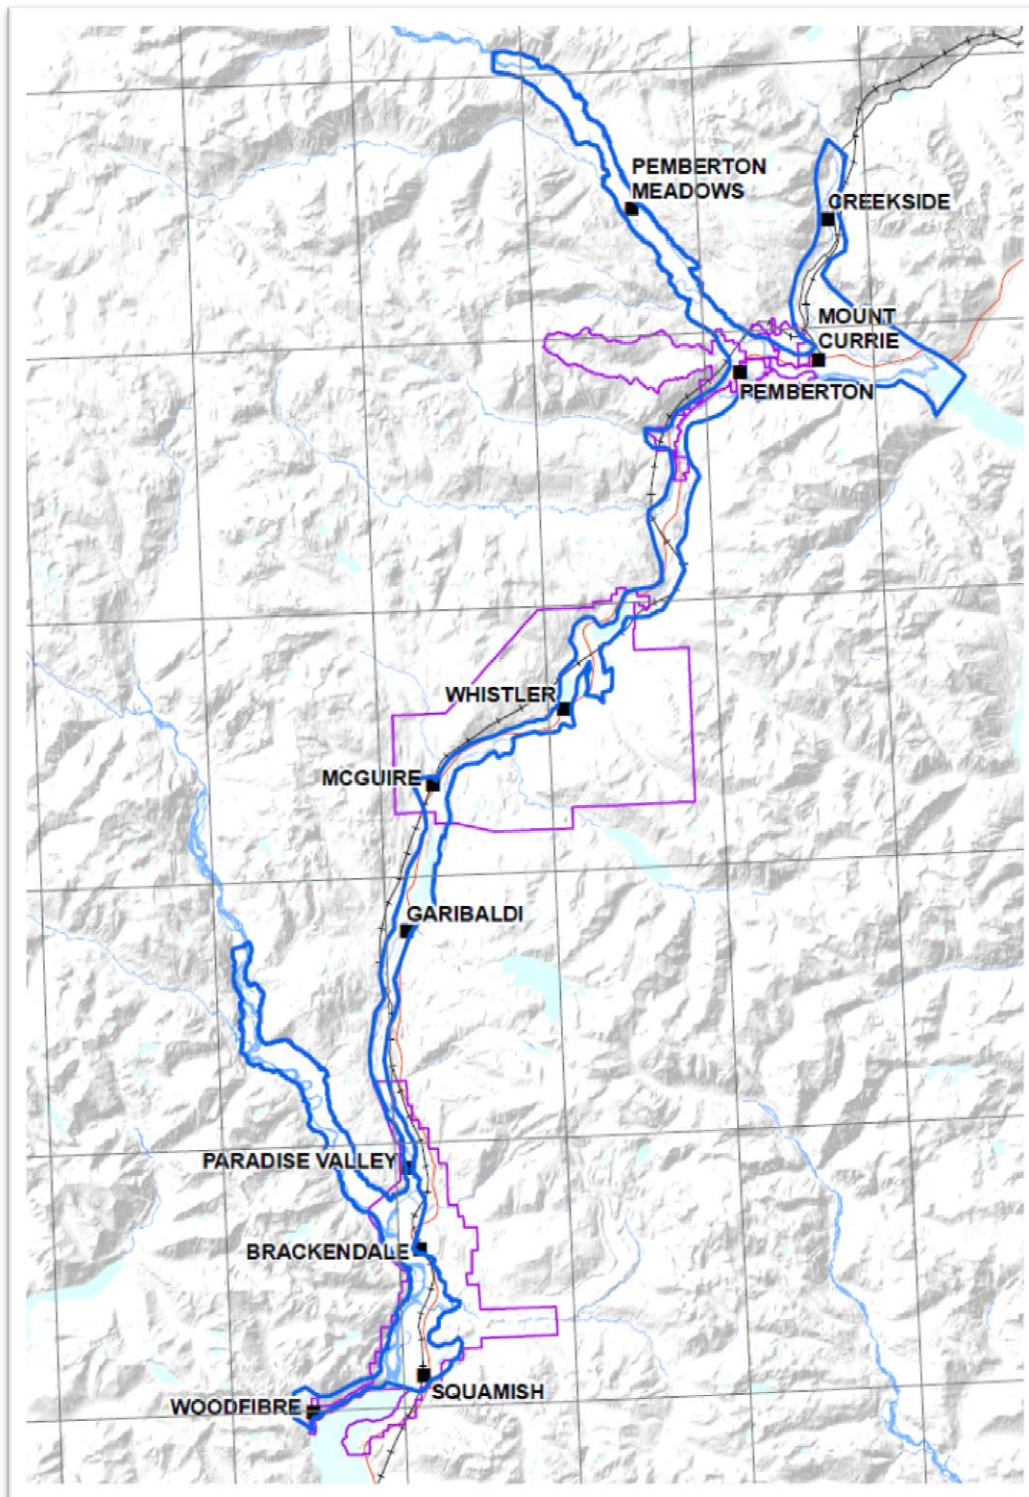 PEMBERTON
MEADOWS
CREEKSIDE
MOUNT
CURRIE
PEMBERTON
WHISTLER
MCGUIRE
GARIBALDI
PARADISE VALLEY
BRACKENDALE
SQUAMISH
WOODFIBRE